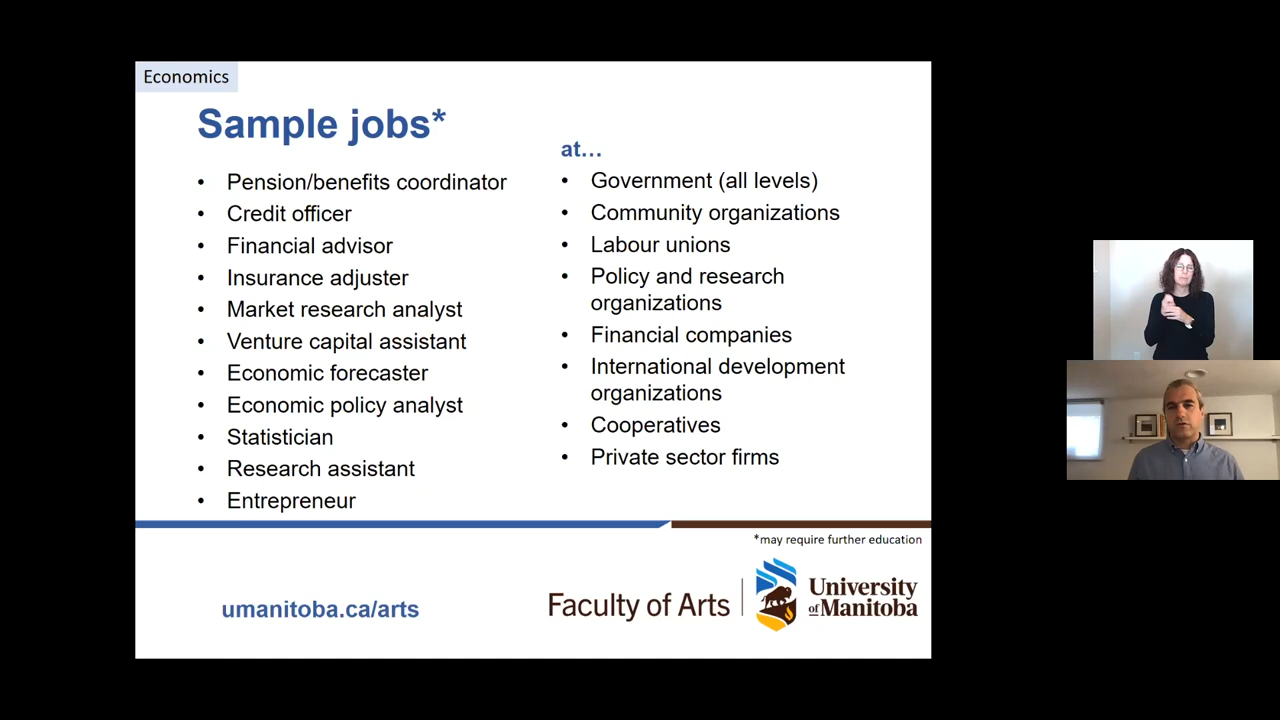 Economics
Sample jobs*
• Pension/benefits coordinator
• Credit officer
• Financial advisor
• Insurance adjuster
• Market research analyst
• Venture capital assistant
• Economic forecaster
• Economic policy analyst
• Statistician
• Research assistant
• Entrepreneur
at…
• Government (all levels)
• Community organizations
• Labour unions
• Policy and research
organizations
• Financial companies
• International development
organizations
• Cooperatives
• Private sector firms
*may require further education
umanitoba.ca/arts
Faculty of Arts
University
of Manitoba